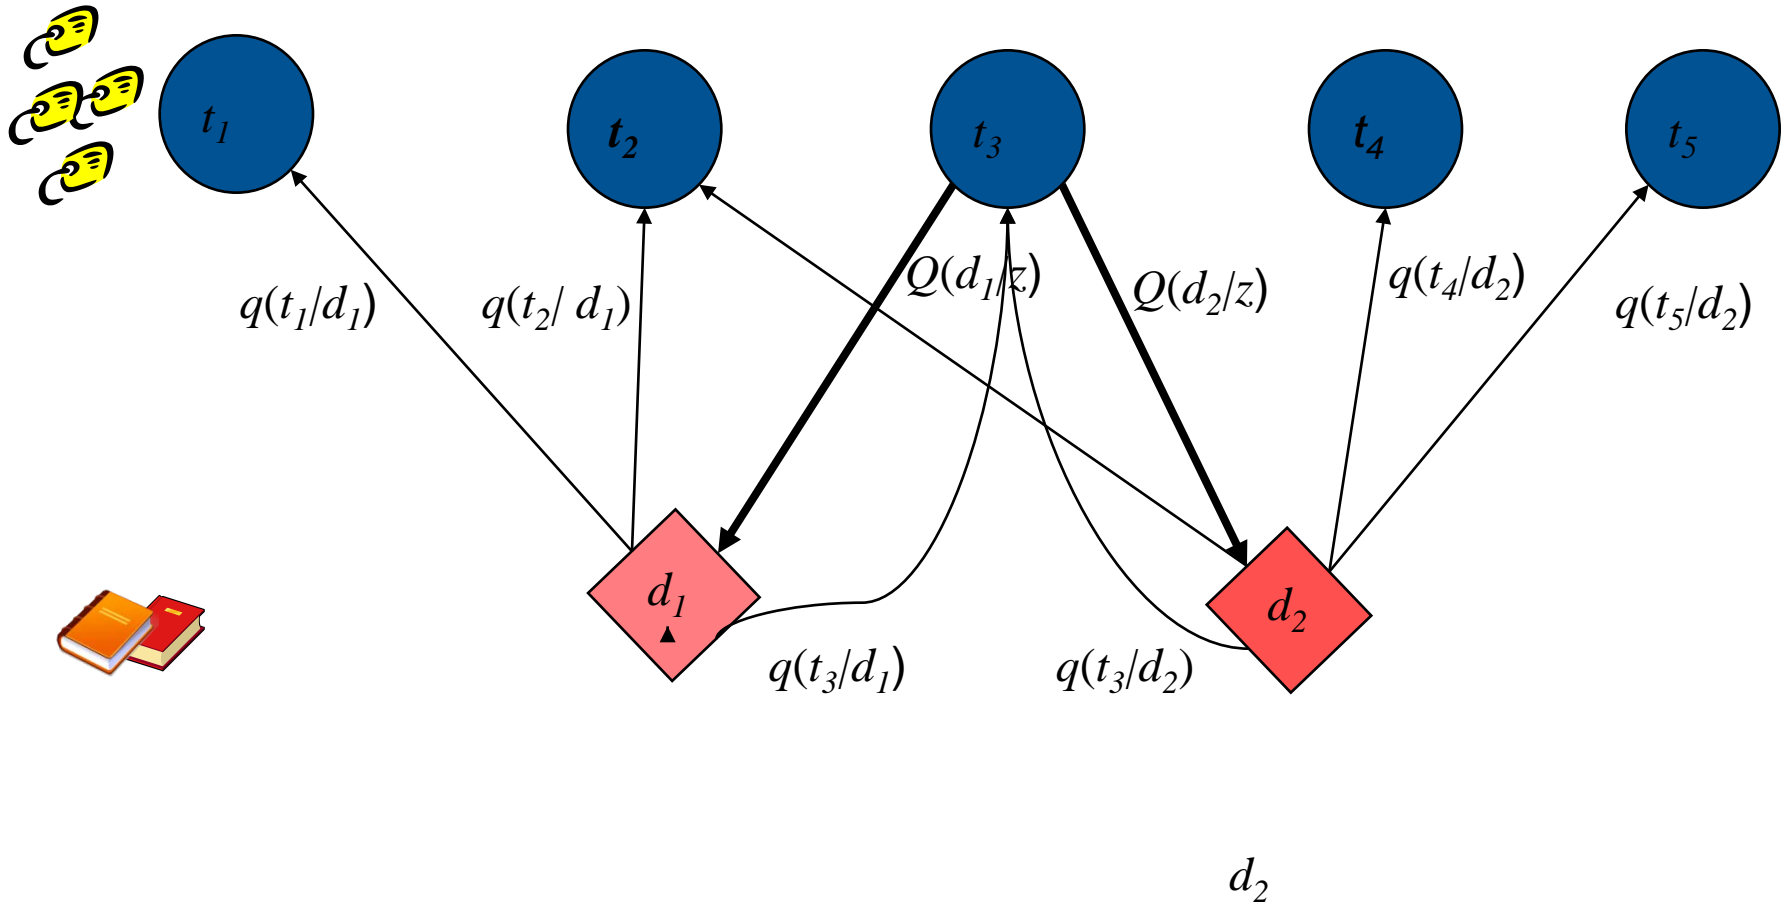 t₁
t₂
t₃
t₄
t₅
Q(d₁/z)
Q(d₂/z)
q(t₄/d₂)
q(t₁/d₁)
q(t₂/ d₁)
q(t₅/d₂)
d₁
d₂
q(t₃/d₁)
q(t₃/d₂)
d₂